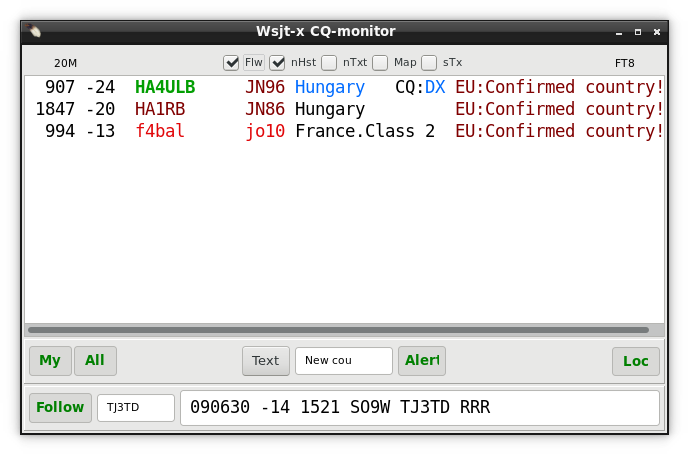 Wsjt-x CQ-monitor
20M Flw nHst nTxt Map sTx FT8
907 -24 HA4ULB JN96 Hungary CQ:DX EU:Confirmed country!
1847 -20 HA1RB JN86 Hungary EU:Confirmed country!
994 -13 f4bal jo10 France.Class 2 EU:Confirmed country!
My All Text New cou Alert Loc
Follow TJ3TD 090630 -14 1521 SO9W TJ3TD RRR